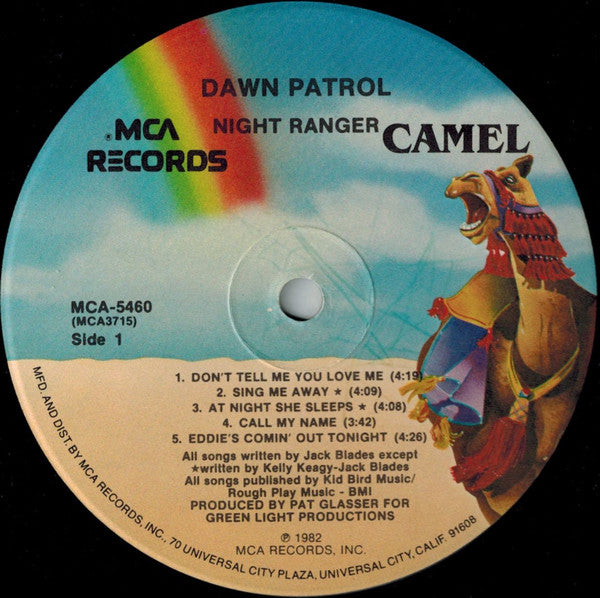 DAWN PATROL
NIGHT RANGER
®MCA
RECORDS
CAMEL
MCA-5460
(MCA3715)
Side 1
1. DON'T TELL ME YOU LOVE ME (4:19)
2. SING ME AWAY ★ (4:09)
3. AT NIGHT SHE SLEEPS ★ (4:08)
4. CALL MY NAME (3:42)
5. EDDIE'S COMIN' OUT TONIGHT (4:26)
All songs written by Jack Blades except
★written by Kelly Keagy-Jack Blades
All songs published by Kid Bird Music/
Rough Play Music - BMI
PRODUCED BY PAT GLASSER FOR
GREEN LIGHT PRODUCTIONS
℗ 1982
MCA RECORDS, INC.
MFD. AND DIST. BY MCA RECORDS, INC., 70 UNIVERSAL CITY PLAZA, UNIVERSAL CITY, CALIF. 91608